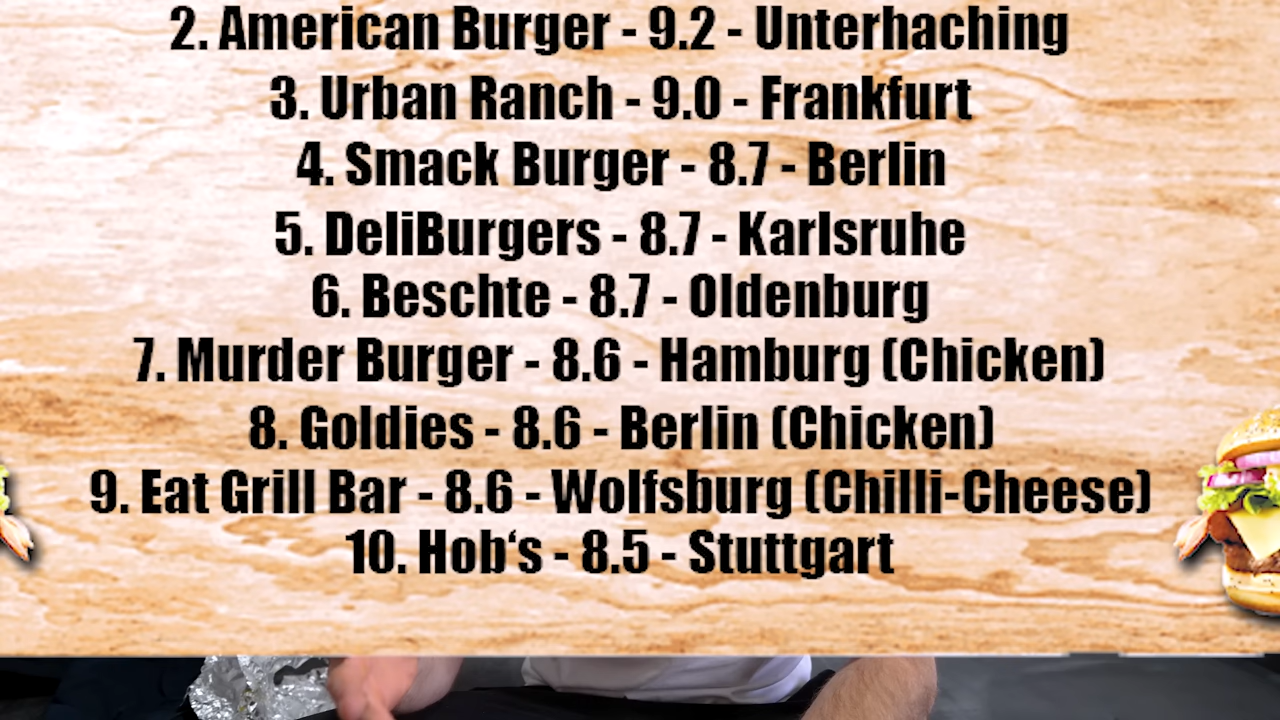 2. American Burger - 9.2 - Unterhaching
3. Urban Ranch - 9.0 - Frankfurt
4. Smack Burger - 8.7 - Berlin
5. DeliBurgers - 8.7 - Karlsruhe
6. Beschte - 8.7 - Oldenburg
7. Murder Burger - 8.6 - Hamburg (Chicken)
8. Goldies - 8.6 - Berlin (Chicken)
9. Eat Grill Bar - 8.6 - Wolfsburg (Chilli-Cheese)
10. Hob‘s - 8.5 - Stuttgart